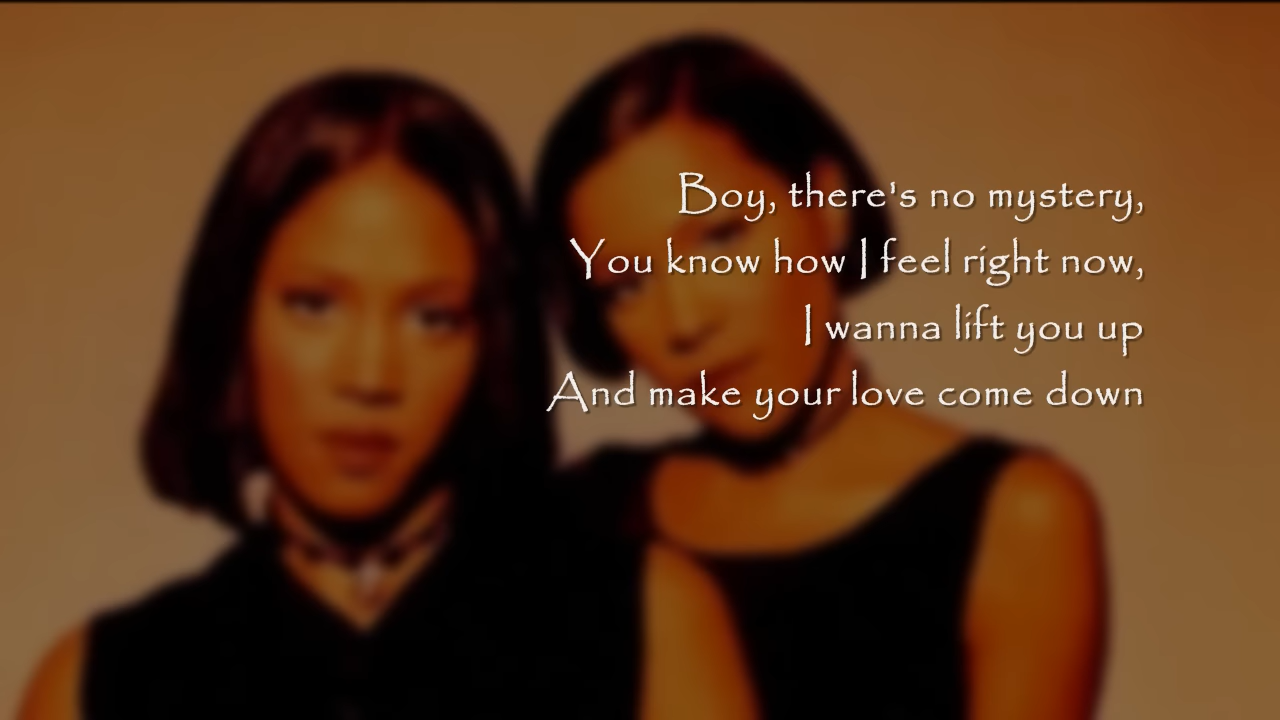 Boy, there's no mystery,
You know how I feel right now,
I wanna lift you up
And make your love come down